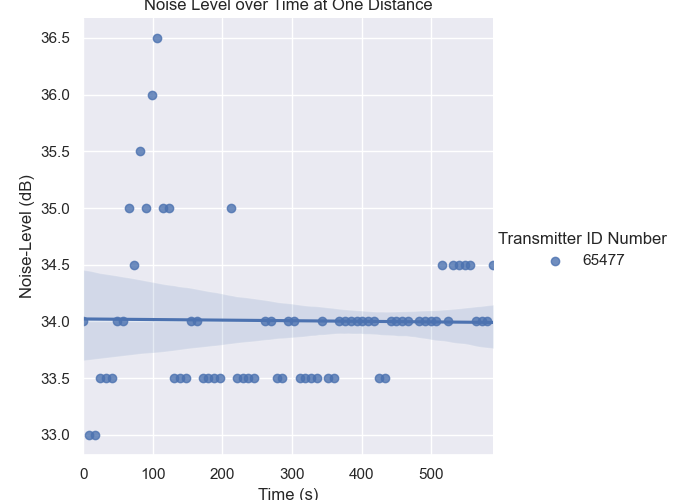 Noise Level over Time at One Distance
36.5
36.0
35.5
35.0
34.5
34.0
33.5
33.0
Noise-Level (dB)
0 100 200 300 400 500
Time (s)
Transmitter ID Number
65477